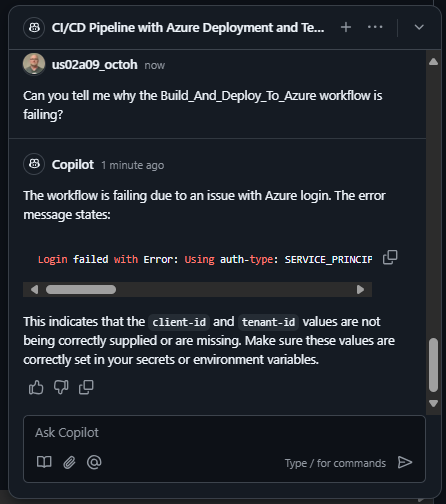 CI/CD Pipeline with Azure Deployment and Te...
us02a09_octoh now
Can you tell me why the Build_And_Deploy_To_Azure workflow is
failing?
Copilot 1 minute ago
The workflow is failing due to an issue with Azure login. The error
message states:
Login failed with Error: Using auth-type: SERVICE_PRINCIP
This indicates that the client-id and tenant-id values are not
being correctly supplied or are missing. Make sure these values are
correctly set in your secrets or environment variables.
Ask Copilot
Type / for commands